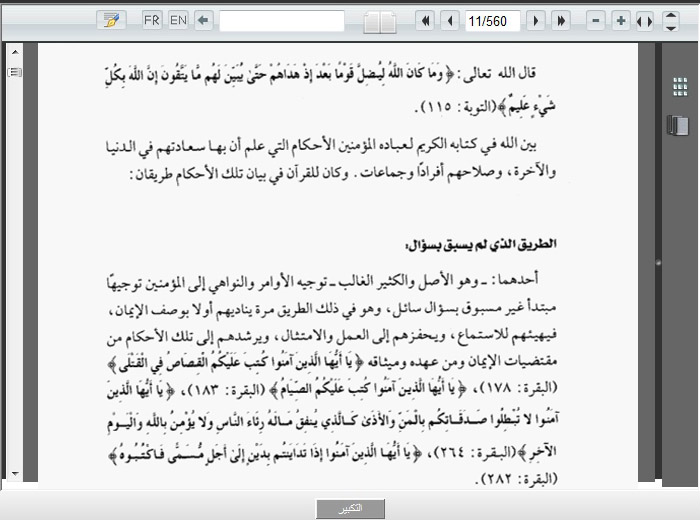 FR EN 11/560
قال الله تعالى: ﴿وَمَا كَانَ اللَّهُ لِيُضِلَّ قَوْمًا بَعْدَ إِذْ هَدَاهُمْ حَتَّىٰ يُبَيِّنَ لَهُم مَّا يَتَّقُونَ إِنَّ اللَّهَ بِكُلِّ
شَيْءٍ عَلِيمٌ﴾(التوبة: ١١٥).
بين الله في كتابه الكريم لعباده المؤمنين الأحكام التي علم أن بها سعادتهم في الدنيا
والآخرة، وصلاحهم أفرادًا وجماعات. وكان للقرآن في بيان تلك الأحكام طريقان:
الطريق الذي لم يسبق بسؤال:
أحدهما: ـ وهو الأصل والكثير الغالب ـ توجيه الأوامر والنواهي إلى المؤمنين توجيهًا
مبتدأ غير مسبوق بسؤال سائل، وهو في ذلك الطريق مرة يناديهم أولا بوصف الإيمان،
فيهيئهم للاستماع، ويحفزهم إلى العمل والامتثال، ويرشدهم إلى تلك الأحكام من
مقتضيات الإيمان ومن عهده وميثاقه ﴿يَا أَيُّهَا الَّذِينَ آمَنُوا كُتِبَ عَلَيْكُمُ الْقِصَاصُ فِي الْقَتْلَى﴾
(البقرة: ١٧٨)، ﴿يَا أَيُّهَا الَّذِينَ آمَنُوا كُتِبَ عَلَيْكُمُ الصِّيَامُ﴾(البقرة: ١٨٣)، ﴿يَا أَيُّهَا الَّذِينَ
آمَنُوا لا تُبْطِلُوا صَدَقَاتِكُم بِالْمَنِّ وَالأَذَىٰ كَالَّذِي يُنفِقُ مَالَهُ رِئَاءَ النَّاسِ وَلا يُؤْمِنُ بِاللَّهِ وَالْيَوْمِ
الآخِرِ﴾(البقرة: ٢٦٤)، ﴿يَا أَيُّهَا الَّذِينَ آمَنُوا إِذَا تَدَايَنتُم بِدَيْنٍ إِلَىٰ أَجَلٍ مُّسَمًّى فَاكْتُبُوهُ﴾
(البقرة: ٢٨٢).
التكبير